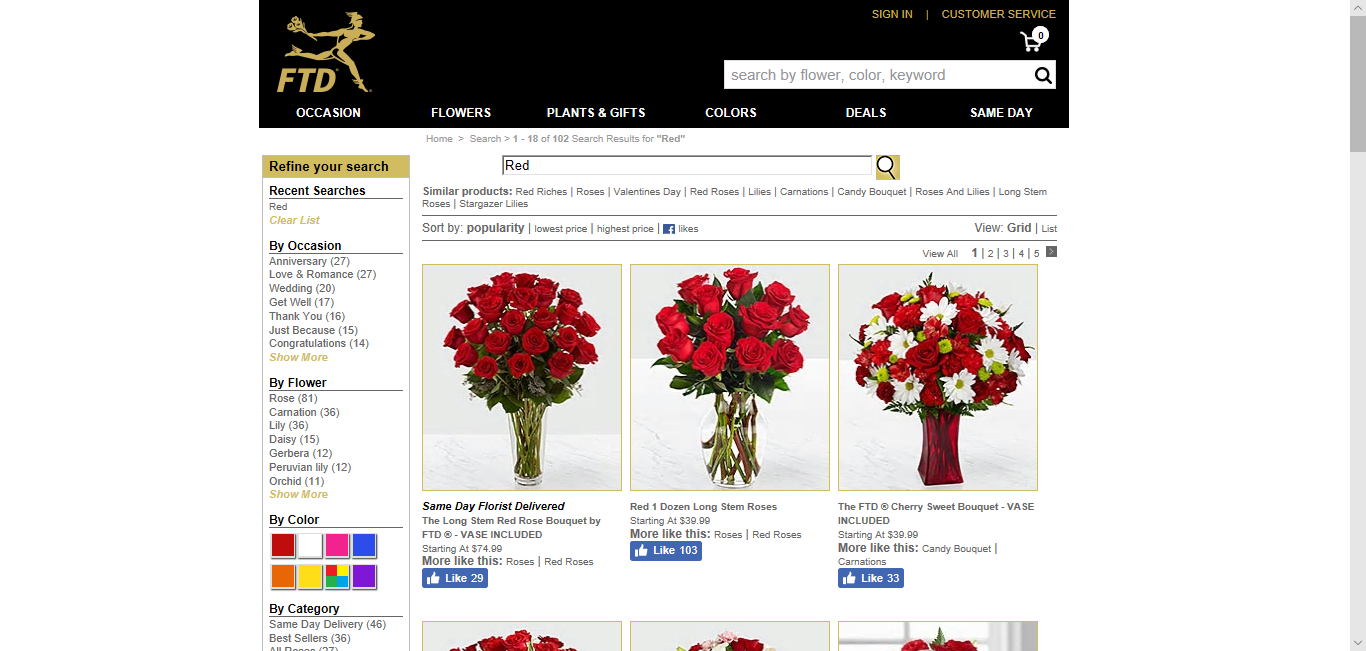 SIGN IN | CUSTOMER SERVICE
0
FTD
search by flower, color, keyword
OCCASION FLOWERS PLANTS & GIFTS COLORS DEALS SAME DAY
Home > Search > 1 - 18 of 102 Search Results for "Red"
Refine your search
Recent Searches
Red
Clear List
By Occasion
Anniversary (27)
Love & Romance (27)
Wedding (20)
Get Well (17)
Thank You (16)
Just Because (15)
Congratulations (14)
Show More
By Flower
Rose (81)
Carnation (36)
Lily (36)
Daisy (15)
Gerbera (12)
Peruvian lily (12)
Orchid (11)
Show More
By Color
By Category
Same Day Delivery (46)
Best Sellers (36)
All Roses (27)
Red
Similar products: Red Riches | Roses | Valentines Day | Red Roses | Lilies | Carnations | Candy Bouquet | Roses And Lilies | Long Stem
Roses | Stargazer Lilies
Sort by: popularity | lowest price | highest price | f likes
View: Grid | List
View All 1 | 2 | 3 | 4 | 5 >
Same Day Florist Delivered
The Long Stem Red Rose Bouquet by
FTD ® - VASE INCLUDED
Starting At $74.99
More like this: Roses | Red Roses
Like 29
Red 1 Dozen Long Stem Roses
Starting At $39.99
More like this: Roses | Red Roses
Like 103
The FTD ® Cherry Sweet Bouquet - VASE
INCLUDED
Starting At $39.99
More like this: Candy Bouquet |
Carnations
Like 33